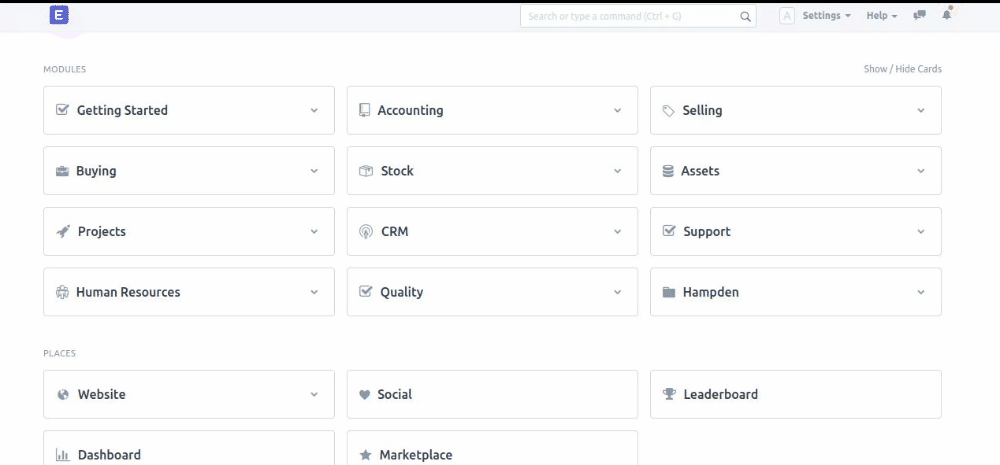 E
Search or type a command (Ctrl + G)
A Settings Help
MODULES
Show / Hide Cards
Getting Started
Accounting
Selling
Buying
Stock
Assets
Projects
CRM
Support
Human Resources
Quality
Hampden
PLACES
Website
Social
Leaderboard
Dashboard
Marketplace